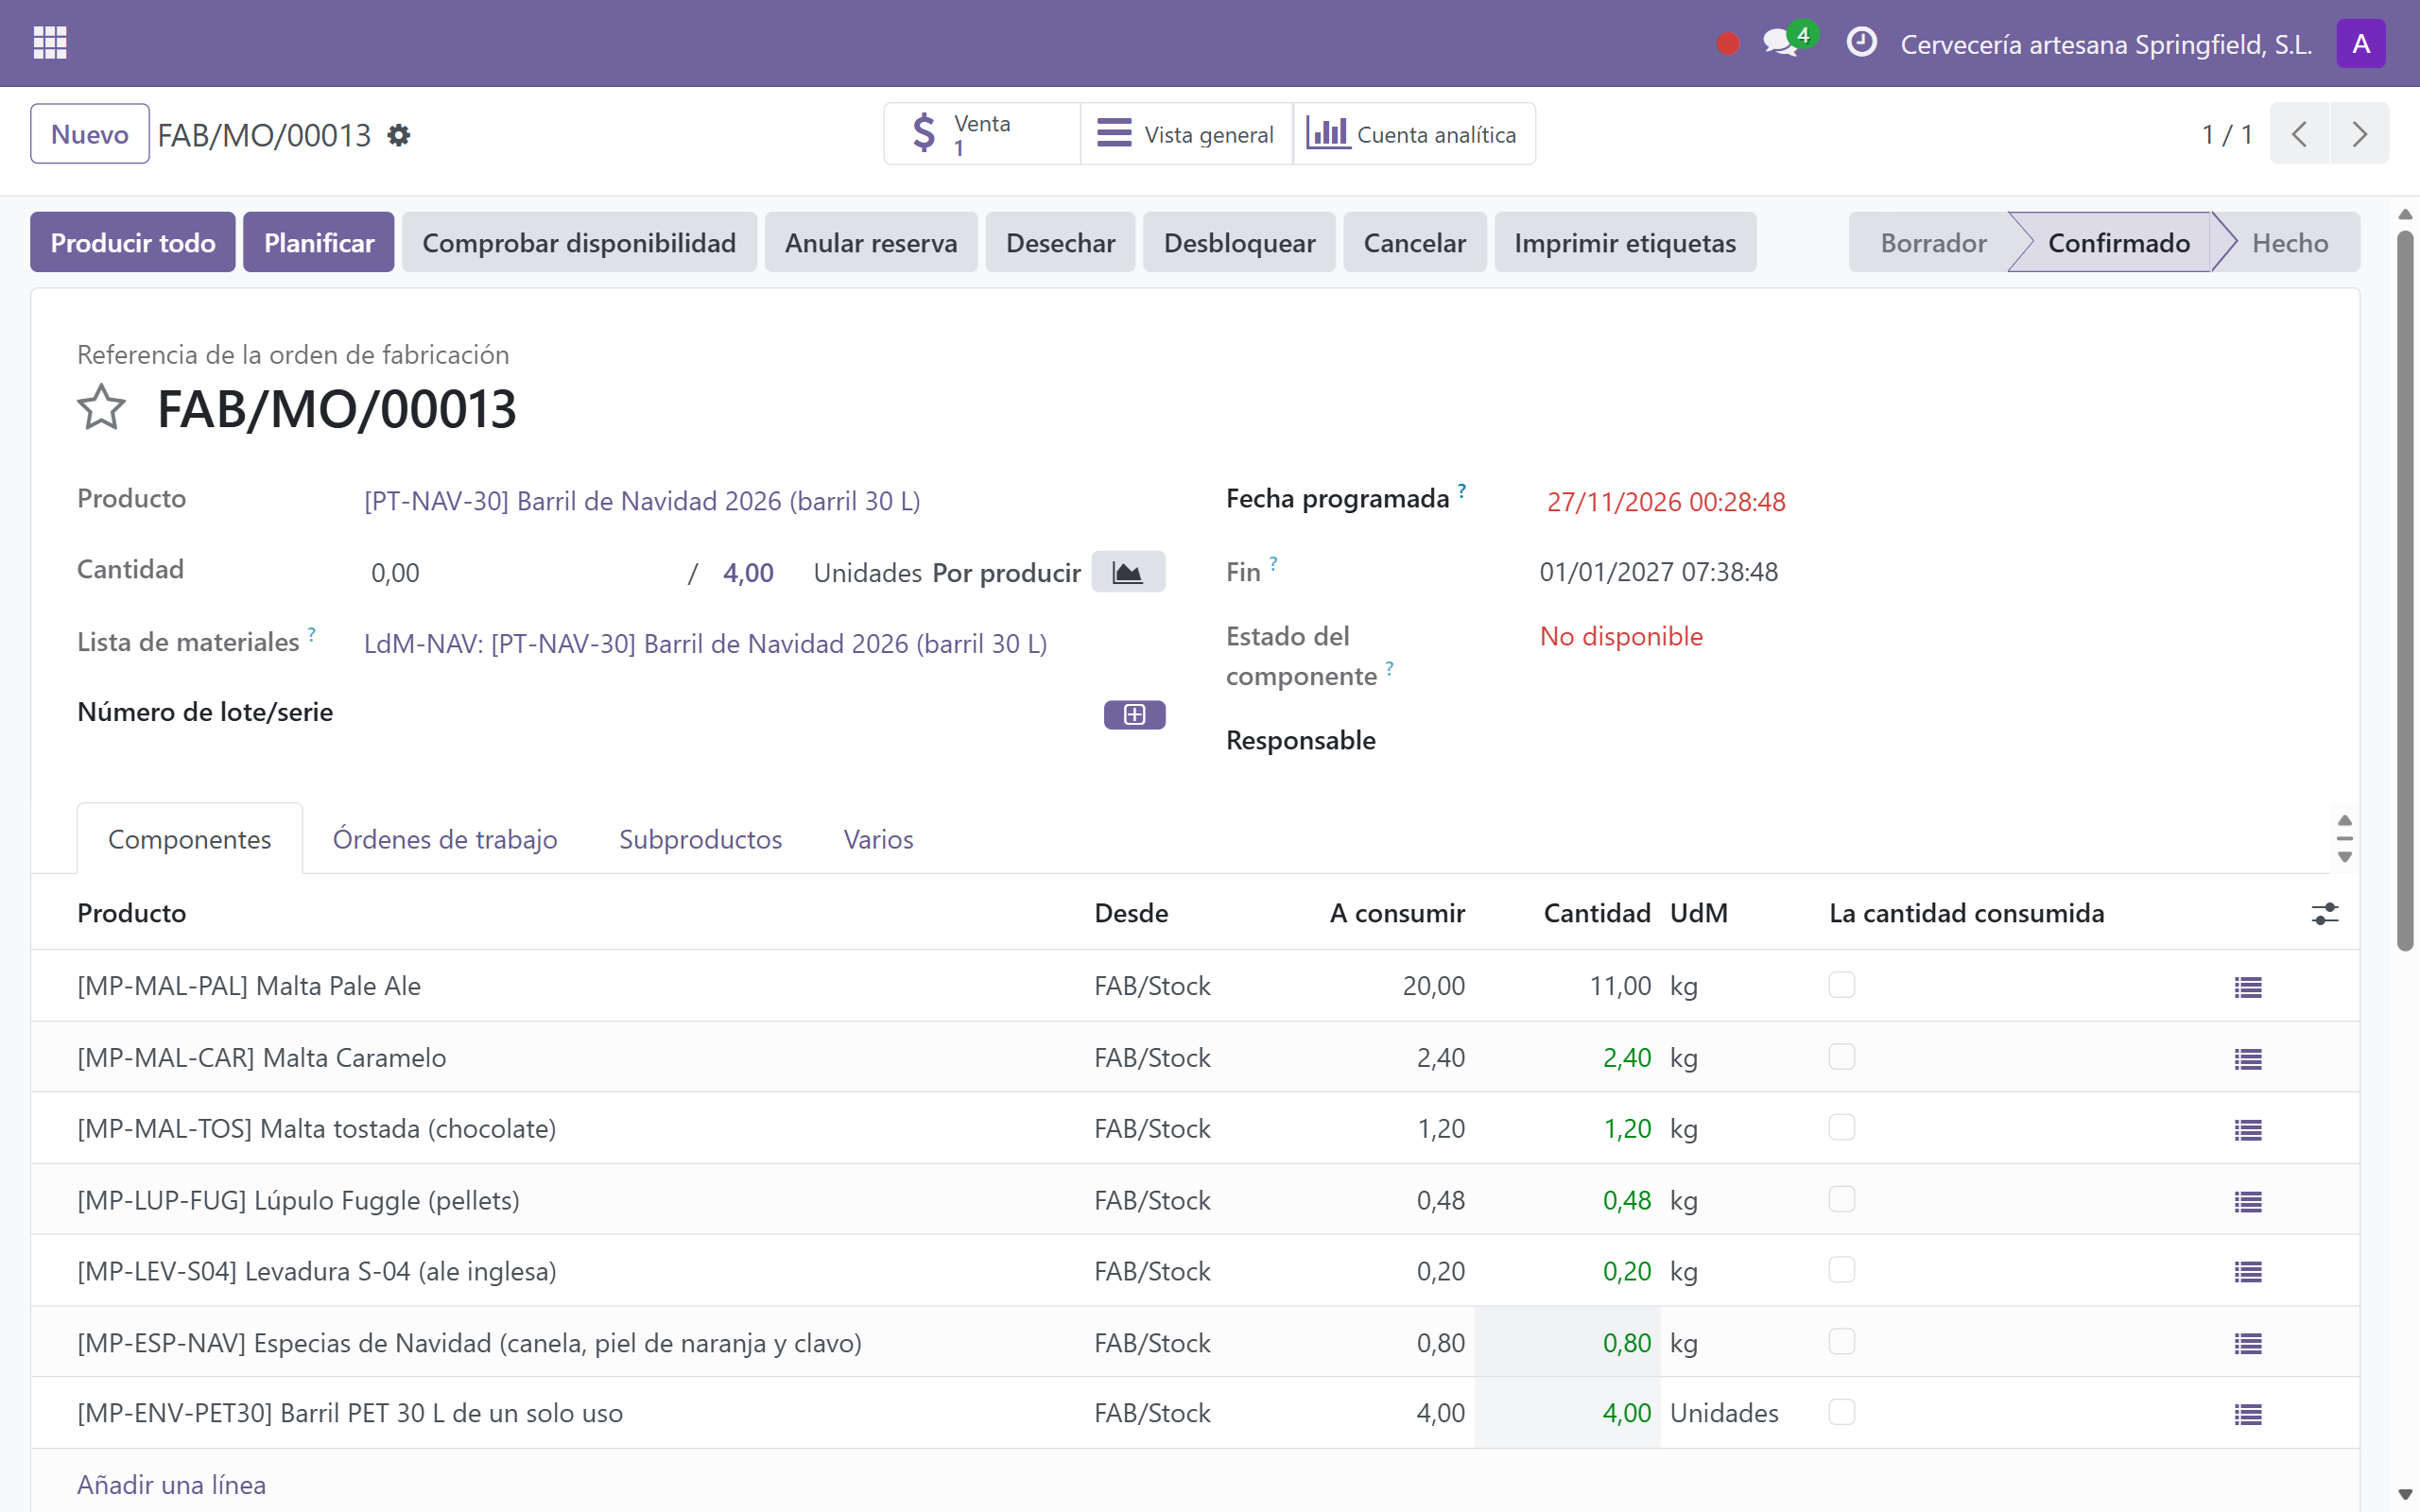 4 Cervecería artesana Springfield, S.L. A
Nuevo FAB/MO/00013 Venta 1 Vista general Cuenta analítica 1 / 1
Producir todo Planificar Comprobar disponibilidad Anular reserva Desechar Desbloquear Cancelar Imprimir etiquetas Borrador Confirmado Hecho
Referencia de la orden de fabricación
FAB/MO/00013
Producto [PT-NAV-30] Barril de Navidad 2026 (barril 30 L) Fecha programada ? 27/11/2026 00:28:48
Cantidad 0,00 / 4,00 Unidades Por producir Fin ? 01/01/2027 07:38:48
Lista de materiales ? LdM-NAV: [PT-NAV-30] Barril de Navidad 2026 (barril 30 L) Estado del componente ? No disponible
Número de lote/serie Responsable
Componentes Órdenes de trabajo Subproductos Varios
Producto Desde A consumir Cantidad UdM La cantidad consumida
[MP-MAL-PAL] Malta Pale Ale FAB/Stock 20,00 11,00 kg
[MP-MAL-CAR] Malta Caramelo FAB/Stock 2,40 2,40 kg
[MP-MAL-TOS] Malta tostada (chocolate) FAB/Stock 1,20 1,20 kg
[MP-LUP-FUG] Lúpulo Fuggle (pellets) FAB/Stock 0,48 0,48 kg
[MP-LEV-S04] Levadura S-04 (ale inglesa) FAB/Stock 0,20 0,20 kg
[MP-ESP-NAV] Especias de Navidad (canela, piel de naranja y clavo) FAB/Stock 0,80 0,80 kg
[MP-ENV-PET30] Barril PET 30 L de un solo uso FAB/Stock 4,00 4,00 Unidades
Añadir una línea